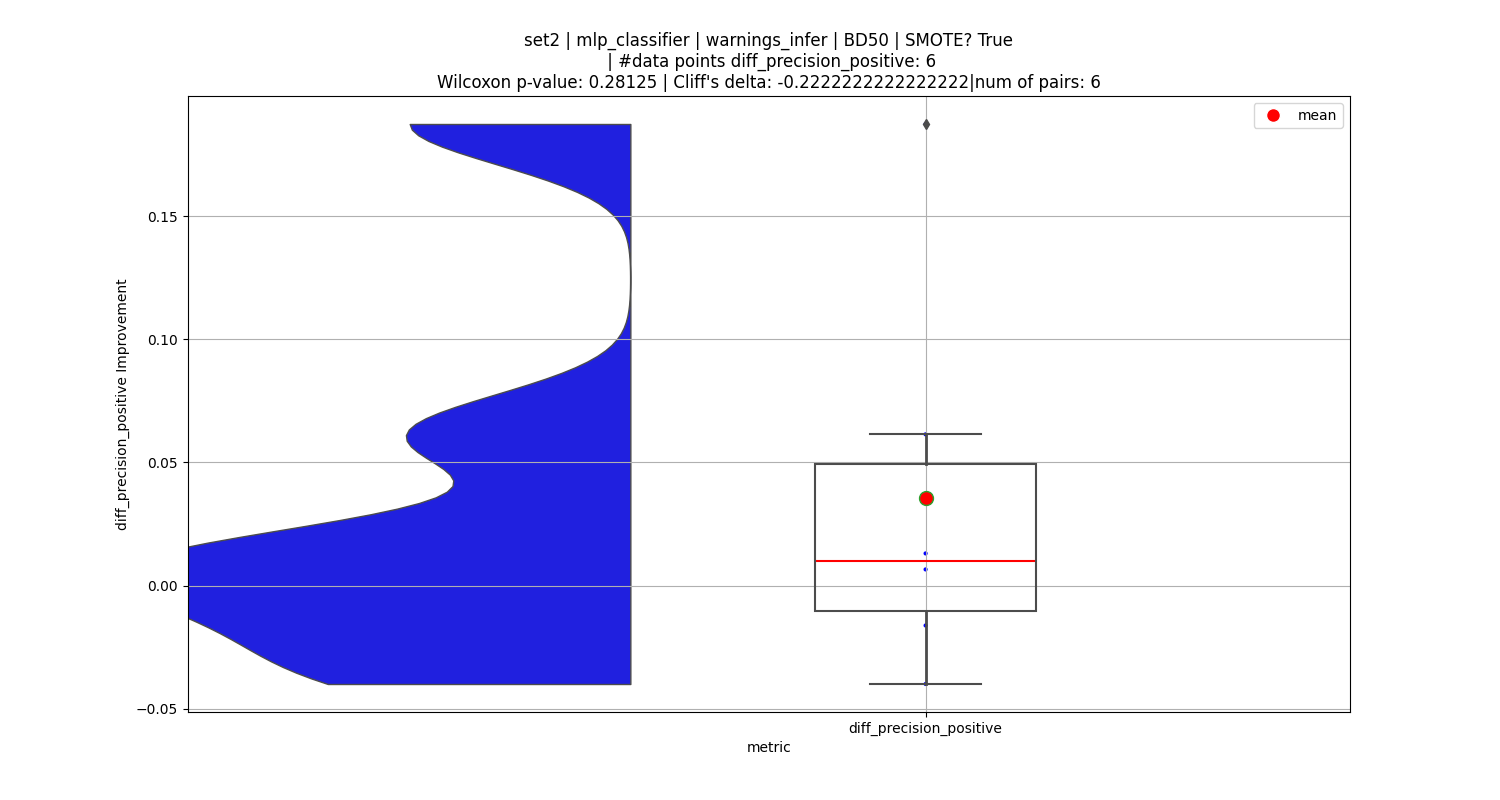 set2 | mlp_classifier | warnings_infer | BD50 | SMOTE? True
| #data points diff_precision_positive: 6
Wilcoxon p-value: 0.28125 | Cliff's delta: -0.2222222222222222|num of pairs: 6
mean
0.15
0.10
0.05
0.00
−0.05
diff_precision_positive Improvement
diff_precision_positive
metric